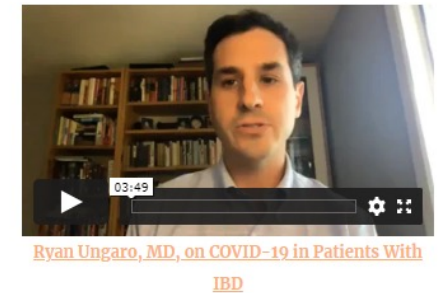 03:49
Ryan Ungaro, MD, on COVID-19 in Patients With
IBD